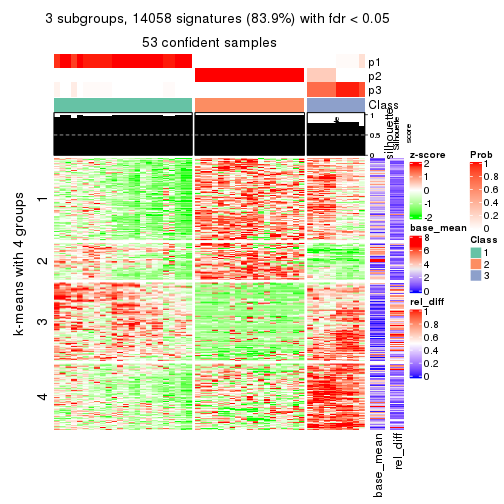 3 subgroups, 14058 signatures (83.9%) with fdr < 0.05
53 confident samples
p1
p2
p3
Class
1
0.5
0
silhouette
Silhouette
score
k-means with 4 groups
1
2
3
4
base_mean
rel_diff
z-score
2
1
0
-1
-2
base_mean
8
6
4
2
0
rel_diff
1
0.8
0.6
0.4
0.2
0
Prob
1
0.8
0.6
0.4
0.2
0
Class
1
2
3